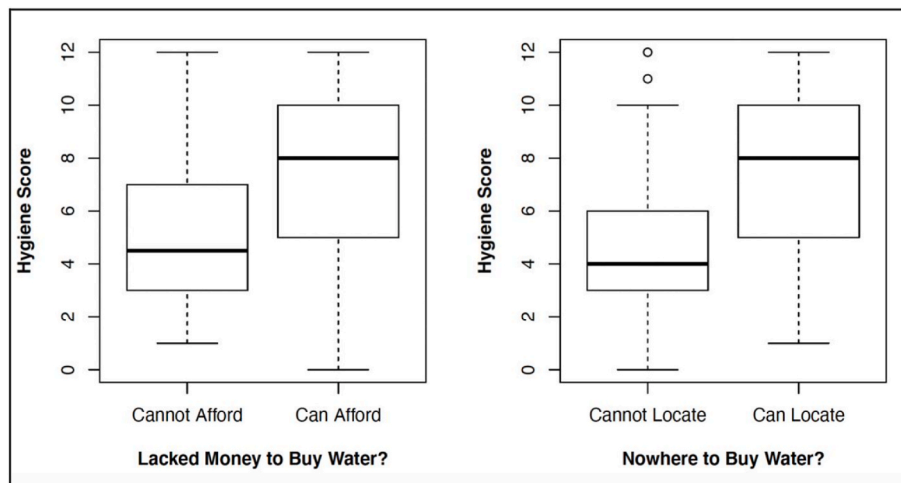 12
10
8
6
4
2
0
Hygiene Score
Cannot Afford
Can Afford
Lacked Money to Buy Water?
12
10
8
6
4
2
0
Hygiene Score
Cannot Locate
Can Locate
Nowhere to Buy Water?